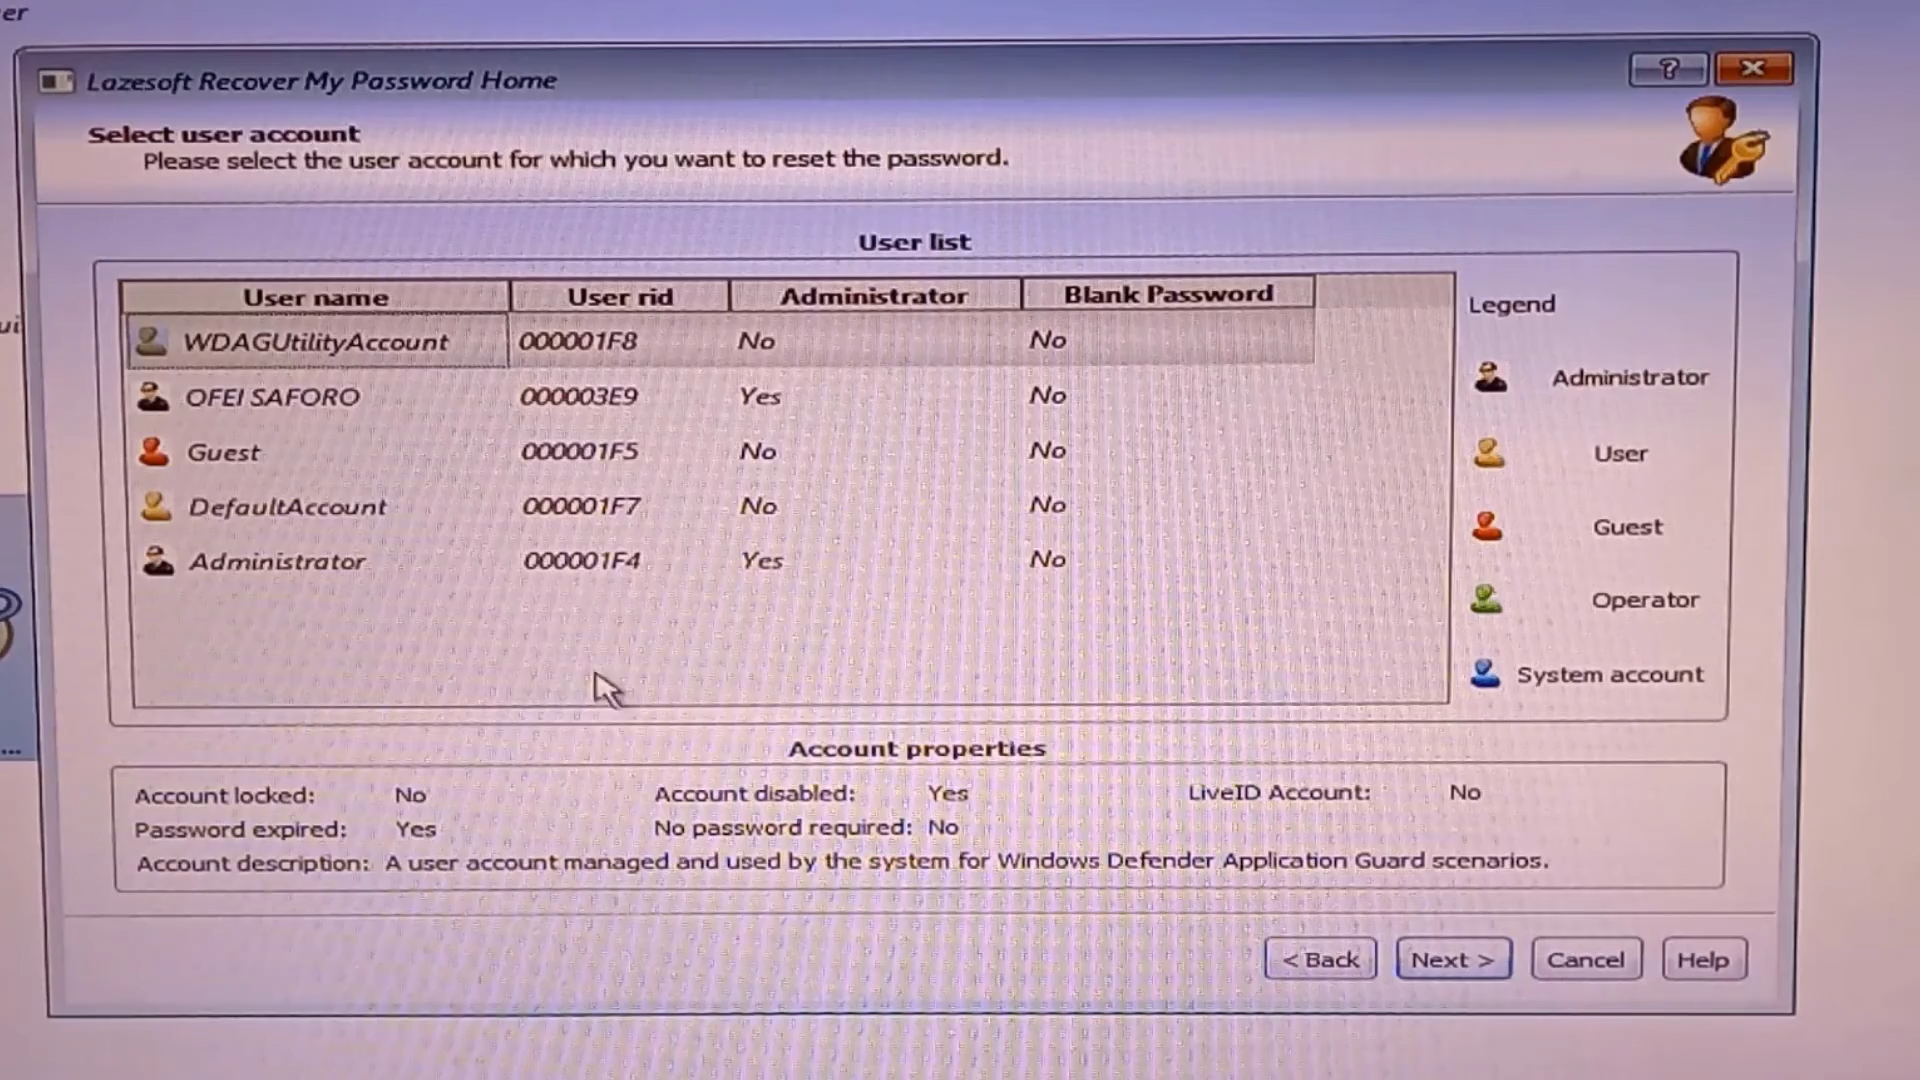 er
Lazesoft Recover My Password Home
?
Select user account
Please select the user account for which you want to reset the password.
User list
User name User rid Administrator Blank Password
WDAGUtilityAccount 000001F8 No No
OFEI SAFORO 000003E9 Yes No
Guest 000001F5 No No
DefaultAccount 000001F7 No No
Administrator 000001F4 Yes No
Legend
Administrator
User
Guest
Operator
System account
ui
...
Account properties
Account locked: No Account disabled: Yes LiveID Account: No
Password expired: Yes No password required: No
Account description: A user account managed and used by the system for Windows Defender Application Guard scenarios.
< Back Next > Cancel Help